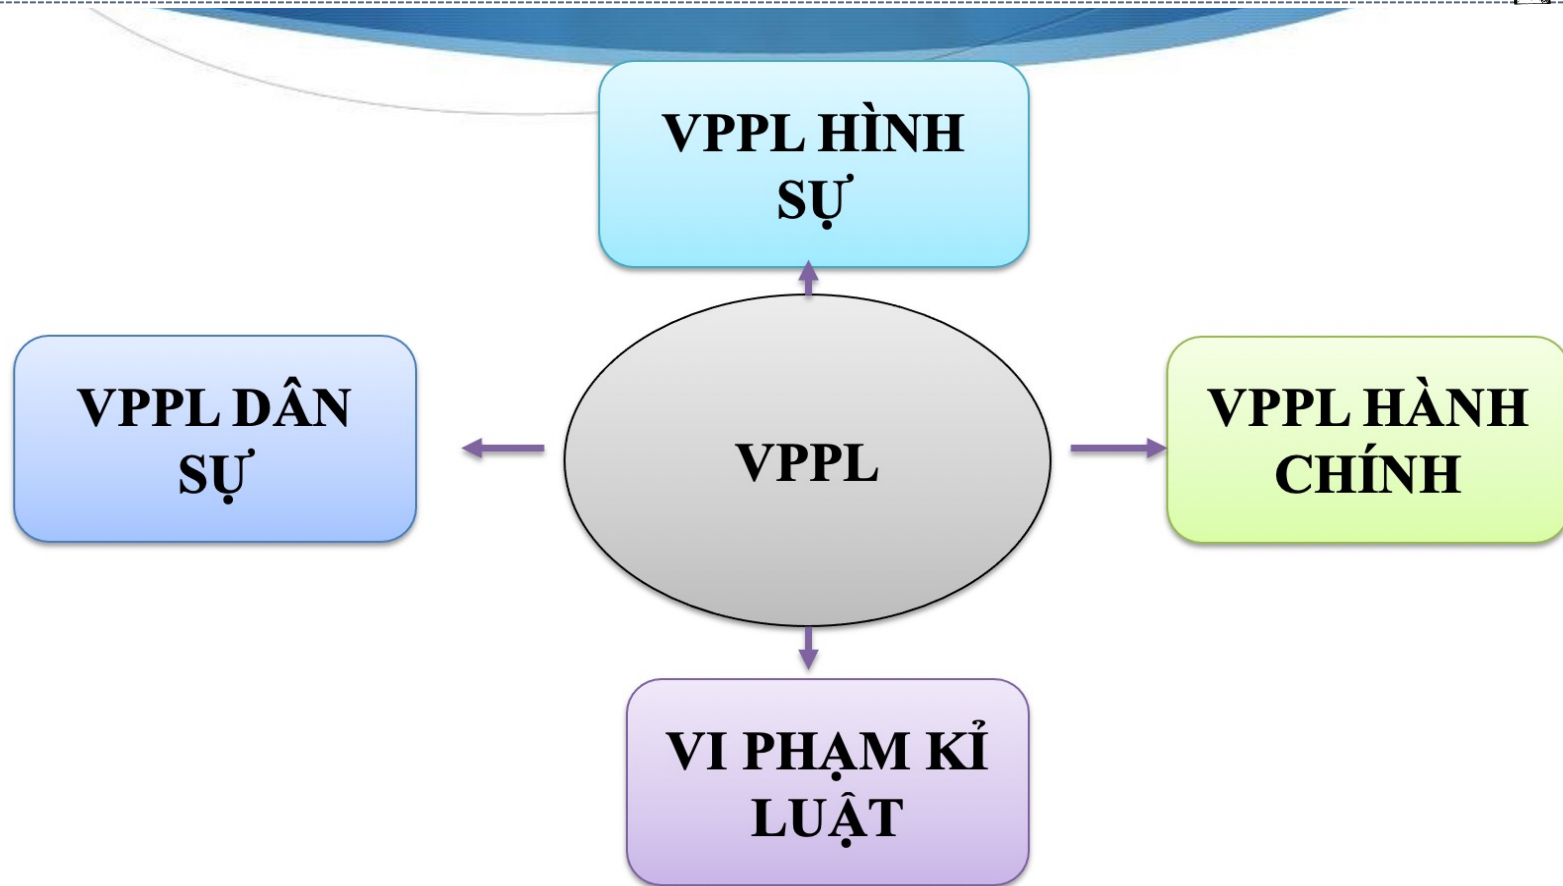 VPPL HÌNH
SỰ
VPPL DÂN
SỰ
VPPL
VPPL HÀNH
CHÍNH
VI PHẠM KỈ
LUẬT